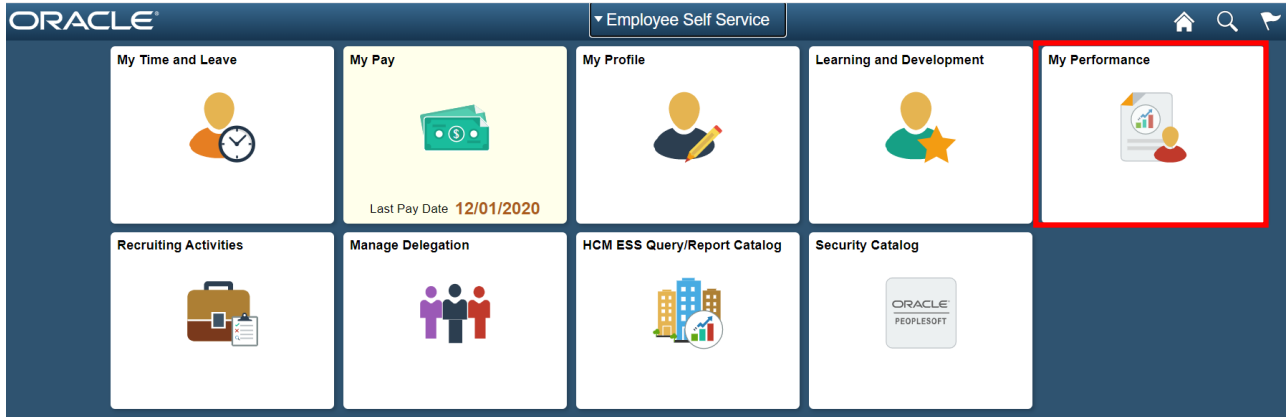 ORACLE
Employee Self Service
My Time and Leave
My Pay
Last Pay Date 12/01/2020
My Profile
Learning and Development
My Performance
Recruiting Activities
Manage Delegation
HCM ESS Query/Report Catalog
Security Catalog
ORACLE
PEOPLESOFT